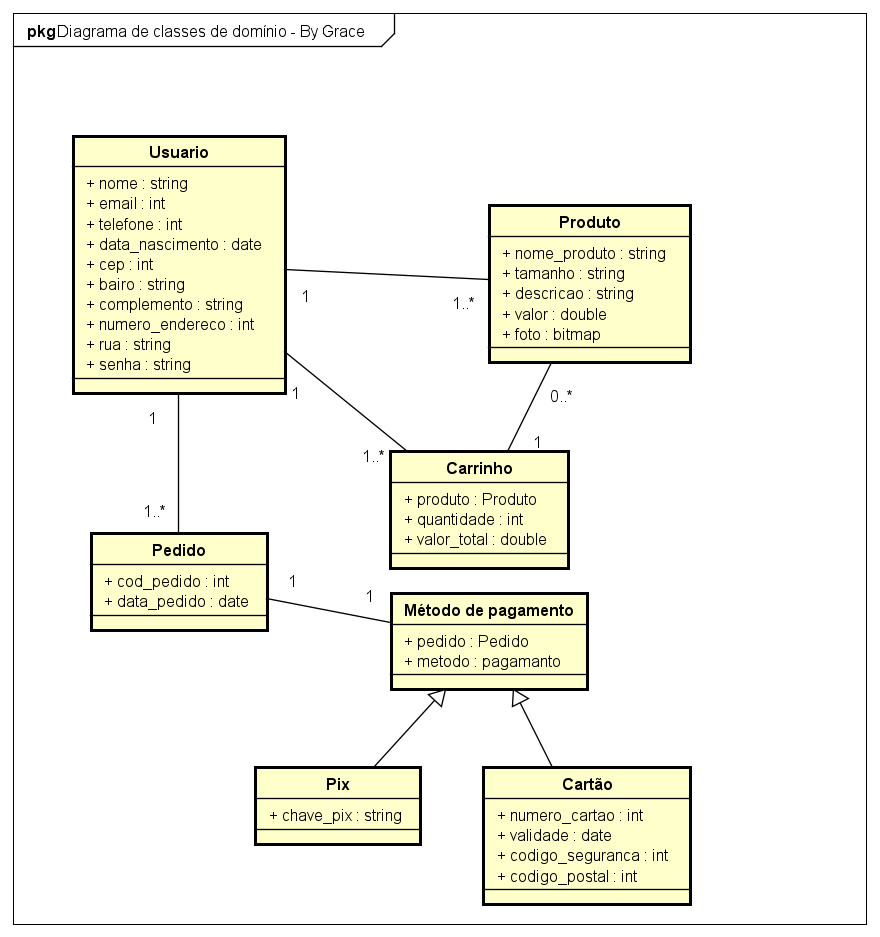 pkgDiagrama de classes de domínio - By Grace
Usuario
+ nome : string
+ email : int
+ telefone : int
+ data_nascimento : date
+ cep : int
+ bairo : string
+ complemento : string
+ numero_endereco : int
+ rua : string
+ senha : string
Produto
+ nome_produto : string
+ tamanho : string
+ descricao : string
+ valor : double
+ foto : bitmap
1
1..*
1
1..*
0..*
1
Carrinho
+ produto : Produto
+ quantidade : int
+ valor_total : double
1
1..*
Pedido
+ cod_pedido : int
+ data_pedido : date
1
1
Método de pagamento
+ pedido : Pedido
+ metodo : pagamanto
Pix
+ chave_pix : string
Cartão
+ numero_cartao : int
+ validade : date
+ codigo_seguranca : int
+ codigo_postal : int